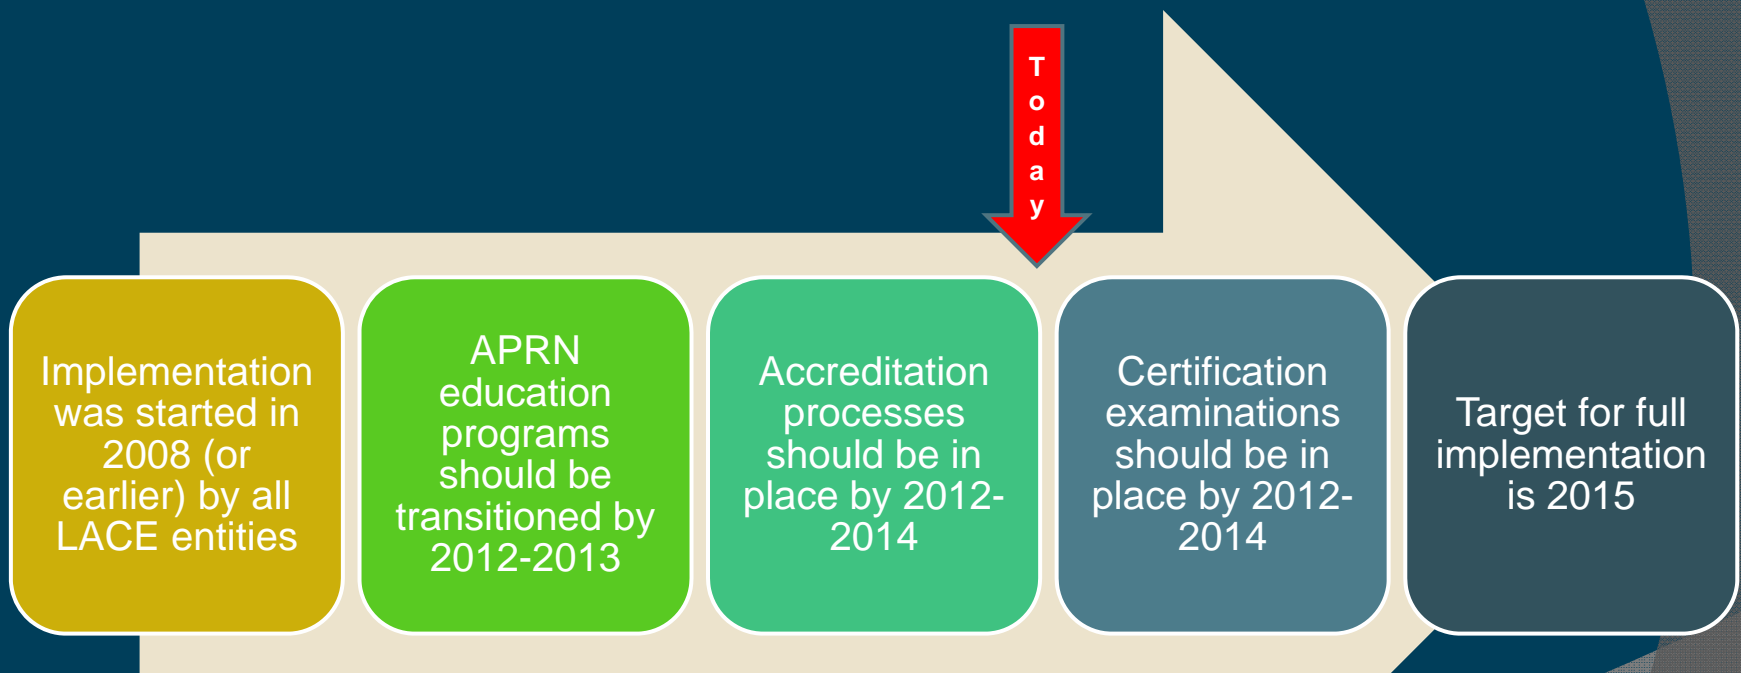 Today
Implementation
was started in
2008 (or
earlier) by all
LACE entities
APRN
education
programs
should be
transitioned by
2012-2013
Accreditation
processes
should be in
place by 2012-
2014
Certification
examinations
should be in
place by 2012-
2014
Target for full
implementation
is 2015